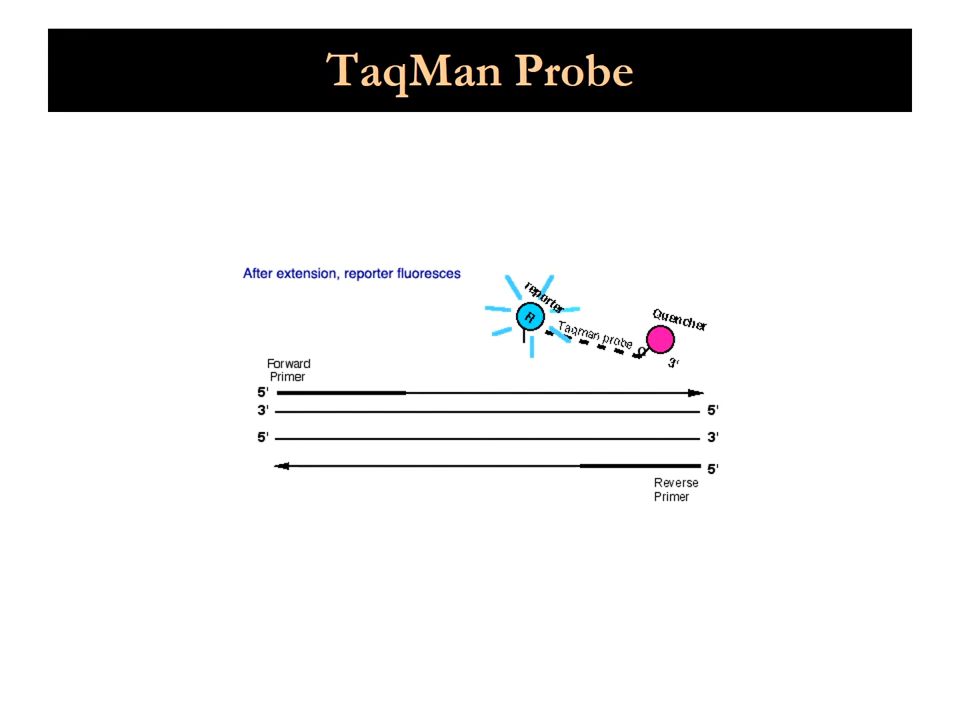 TaqMan Probe
After extension, reporter fluoresces
reporter
R
Taqman probe
Quencher
Q
3'
Forward
Primer
5'
3'
5'
5'
3'
5'
Reverse
Primer